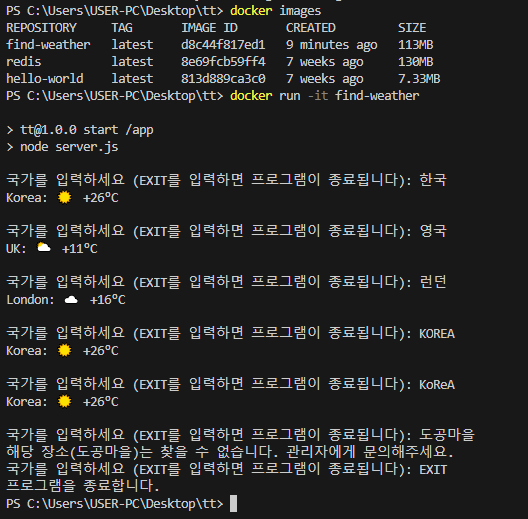 PS C:\Users\USER-PC\Desktop\tt> docker images
REPOSITORY TAG IMAGE ID CREATED SIZE
find-weather latest d8c44f817ed1 9 minutes ago 113MB
redis latest 8e69fcb59ff4 7 weeks ago 130MB
hello-world latest 813d889ca3c0 7 weeks ago 7.33MB
PS C:\Users\USER-PC\Desktop\tt> docker run -it find-weather
> tt@1.0.0 start /app
> node server.js
국가를 입력하세요 (EXIT를 입력하면 프로그램이 종료됩니다): 한국
Korea: ☀️ +26°C
국가를 입력하세요 (EXIT를 입력하면 프로그램이 종료됩니다): 영국
UK: 🌥️ +11°C
국가를 입력하세요 (EXIT를 입력하면 프로그램이 종료됩니다): 런던
London: ☁️ +16°C
국가를 입력하세요 (EXIT를 입력하면 프로그램이 종료됩니다): KOREA
Korea: ☀️ +26°C
국가를 입력하세요 (EXIT를 입력하면 프로그램이 종료됩니다): KoReA
Korea: ☀️ +26°C
국가를 입력하세요 (EXIT를 입력하면 프로그램이 종료됩니다): 도공마을
해당 장소(도공마을)는 찾을 수 없습니다. 관리자에게 문의해주세요.
국가를 입력하세요 (EXIT를 입력하면 프로그램이 종료됩니다): EXIT
프로그램을 종료합니다.
PS C:\Users\USER-PC\Desktop\tt>